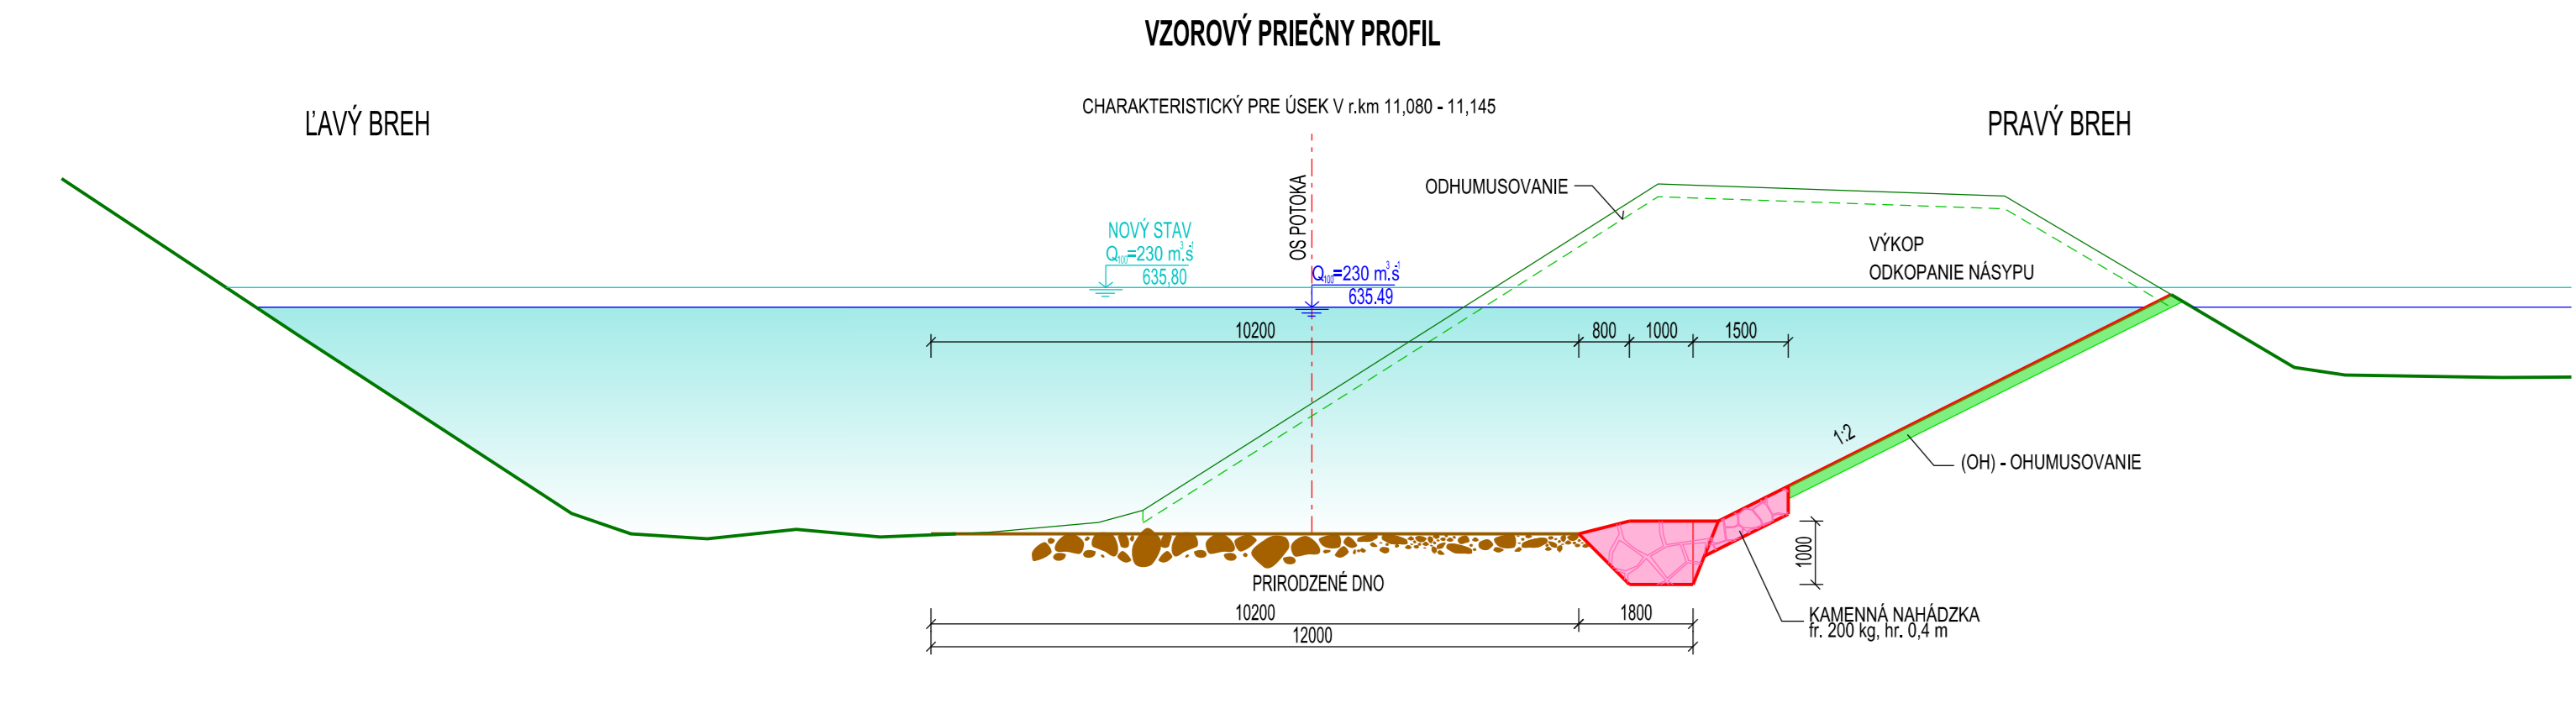 VZOROVÝ PRIEČNY PROFIL
CHARAKTERISTICKÝ PRE ÚSEK V r.km 11,080 - 11,145
ĽAVÝ BREH
PRAVÝ BREH
ODHUMUSOVANIE
OS POTOKA
NOVÝ STAV
Q100=230 m3.s-1
635,80
Q100=230 m3.s-1
635.49
VÝKOP
ODKOPANIE NÁSYPU
10200
800
1000
1500
1:2
(OH) - OHUMUSOVANIE
1000
PRIRODZENÉ DNO
10200
1800
12000
KAMENNÁ NAHÁDZKA
fr. 200 kg, hr. 0,4 m